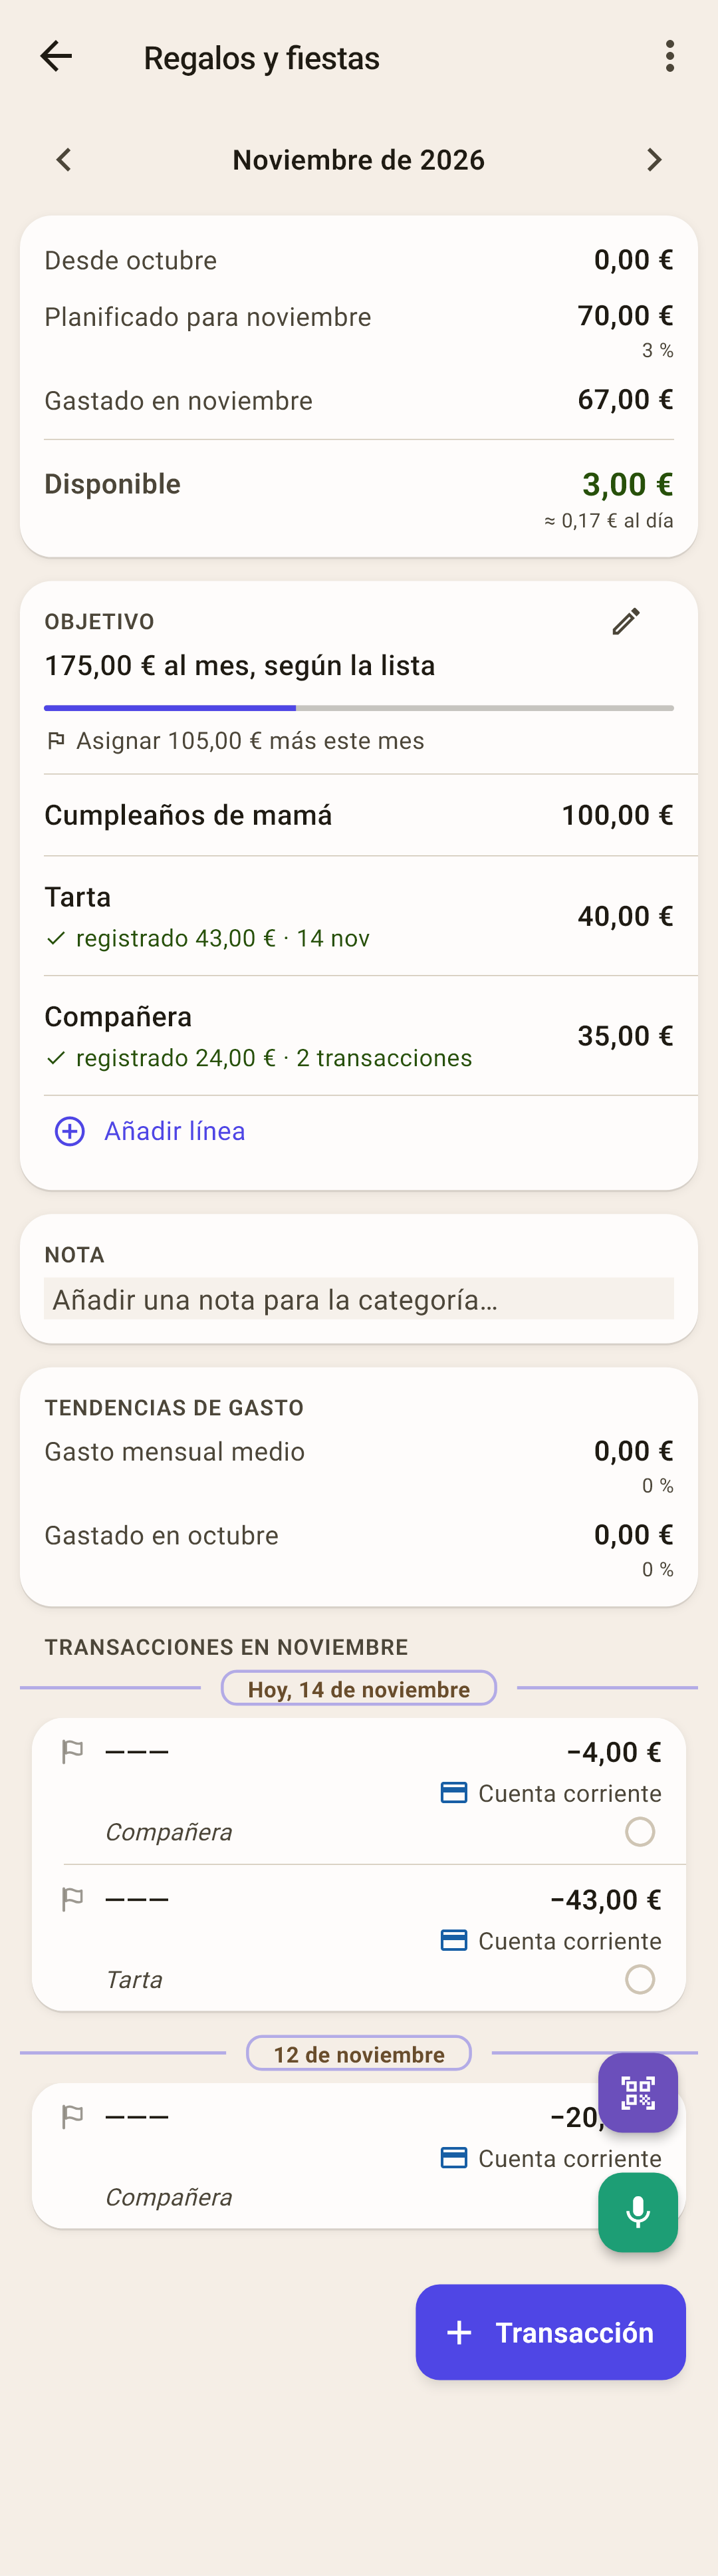 Regalos y fiestas
Noviembre de 2026
Desde octubre 0,00 €
Planificado para noviembre 70,00 €
3 %
Gastado en noviembre 67,00 €
Disponible 3,00 €
≈ 0,17 € al día
OBJETIVO
175,00 € al mes, según la lista
Asignar 105,00 € más este mes
Cumpleaños de mamá 100,00 €
Tarta 40,00 €
registrado 43,00 € · 14 nov
Compañera 35,00 €
registrado 24,00 € · 2 transacciones
Añadir línea
NOTA
Añadir una nota para la categoría…
TENDENCIAS DE GASTO
Gasto mensual medio 0,00 €
0 %
Gastado en octubre 0,00 €
0 %
TRANSACCIONES EN NOVIEMBRE
Hoy, 14 de noviembre
——— −4,00 €
Cuenta corriente
Compañera
——— −43,00 €
Cuenta corriente
Tarta
12 de noviembre
——— −20,
Cuenta corriente
Compañera
+ Transacción